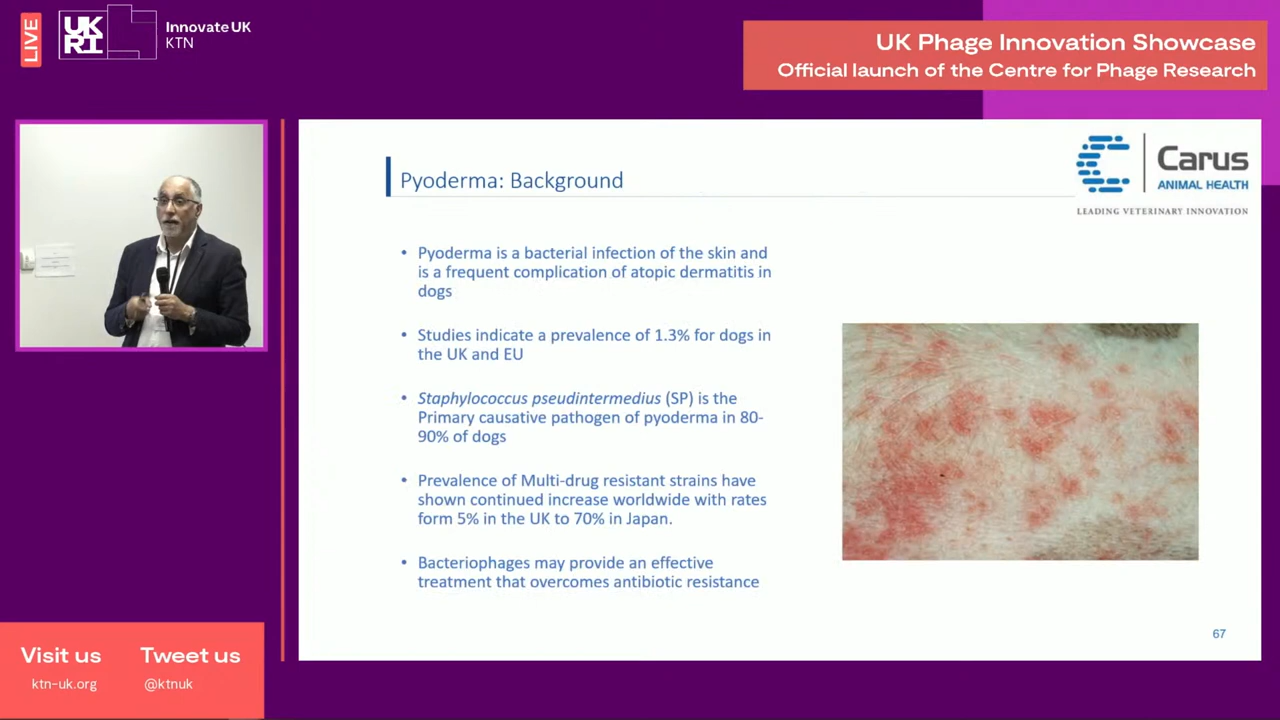 LIVE
UK
RI
Innovate UK
KTN
UK Phage Innovation Showcase
Official launch of the Centre for Phage Research
Carus
ANIMAL HEALTH
LEADING VETERINARY INNOVATION
Pyoderma: Background
• Pyoderma is a bacterial infection of the skin and
is a frequent complication of atopic dermatitis in
dogs
• Studies indicate a prevalence of 1.3% for dogs in
the UK and EU
• Staphylococcus pseudintermedius (SP) is the
Primary causative pathogen of pyoderma in 80-
90% of dogs
• Prevalence of Multi-drug resistant strains have
shown continued increase worldwide with rates
form 5% in the UK to 70% in Japan.
• Bacteriophages may provide an effective
treatment that overcomes antibiotic resistance
67
Visit us
ktn-uk.org
Tweet us
@ktnuk